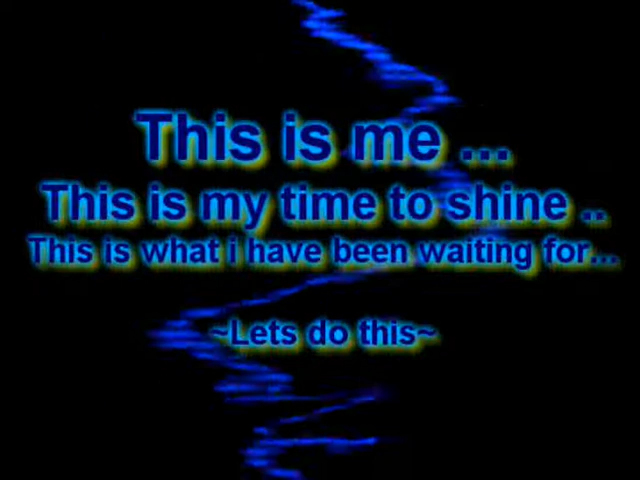 This is me ...
This is my time to shine ..
This is what i have been waiting for...
~Lets do this~